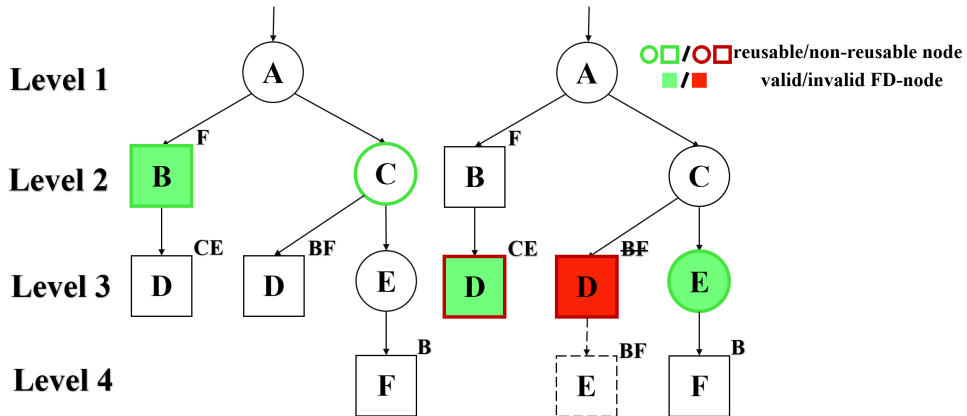 A A
reusable/non-reusable node
valid/invalid FD-node
Level 1
F F
Level 2 B C B C
CE BF CE BF
Level 3 D D E D D E
B BF B
Level 4 F E F